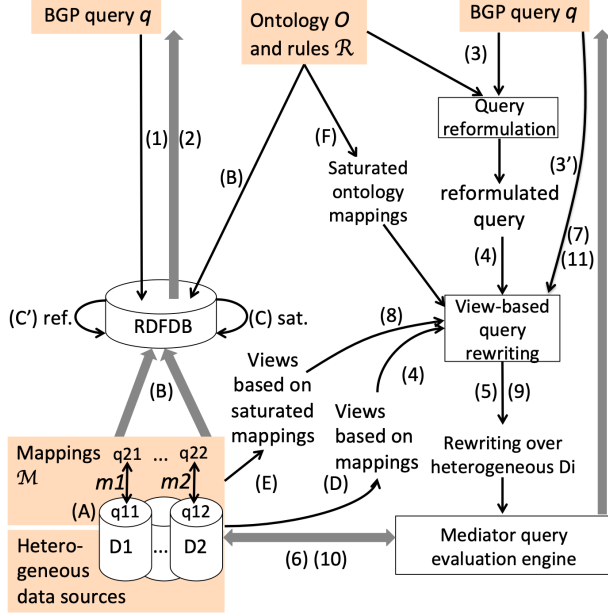 BGP query q
Ontology O
and rules R
BGP query q
(3)
Query
reformulation
(1)
(2)
(F)
(B)
(3')
Saturated
ontology
mappings
reformulated
query
(4)
(7)
(11)
(C') ref.
RDFDB
(C) sat.
(8)
View-based
query
rewriting
Views
based on
saturated
mappings
(4)
(5)
(9)
(B)
Views
based on
mappings
Rewriting over
heterogeneous Di
Mappings
M
q21 ... q22
m1
m2
(E)
(D)
(A)
q11
q12
D1
...
D2
Mediator query
evaluation engine
(6) (10)
Hetero-
geneous
data sources